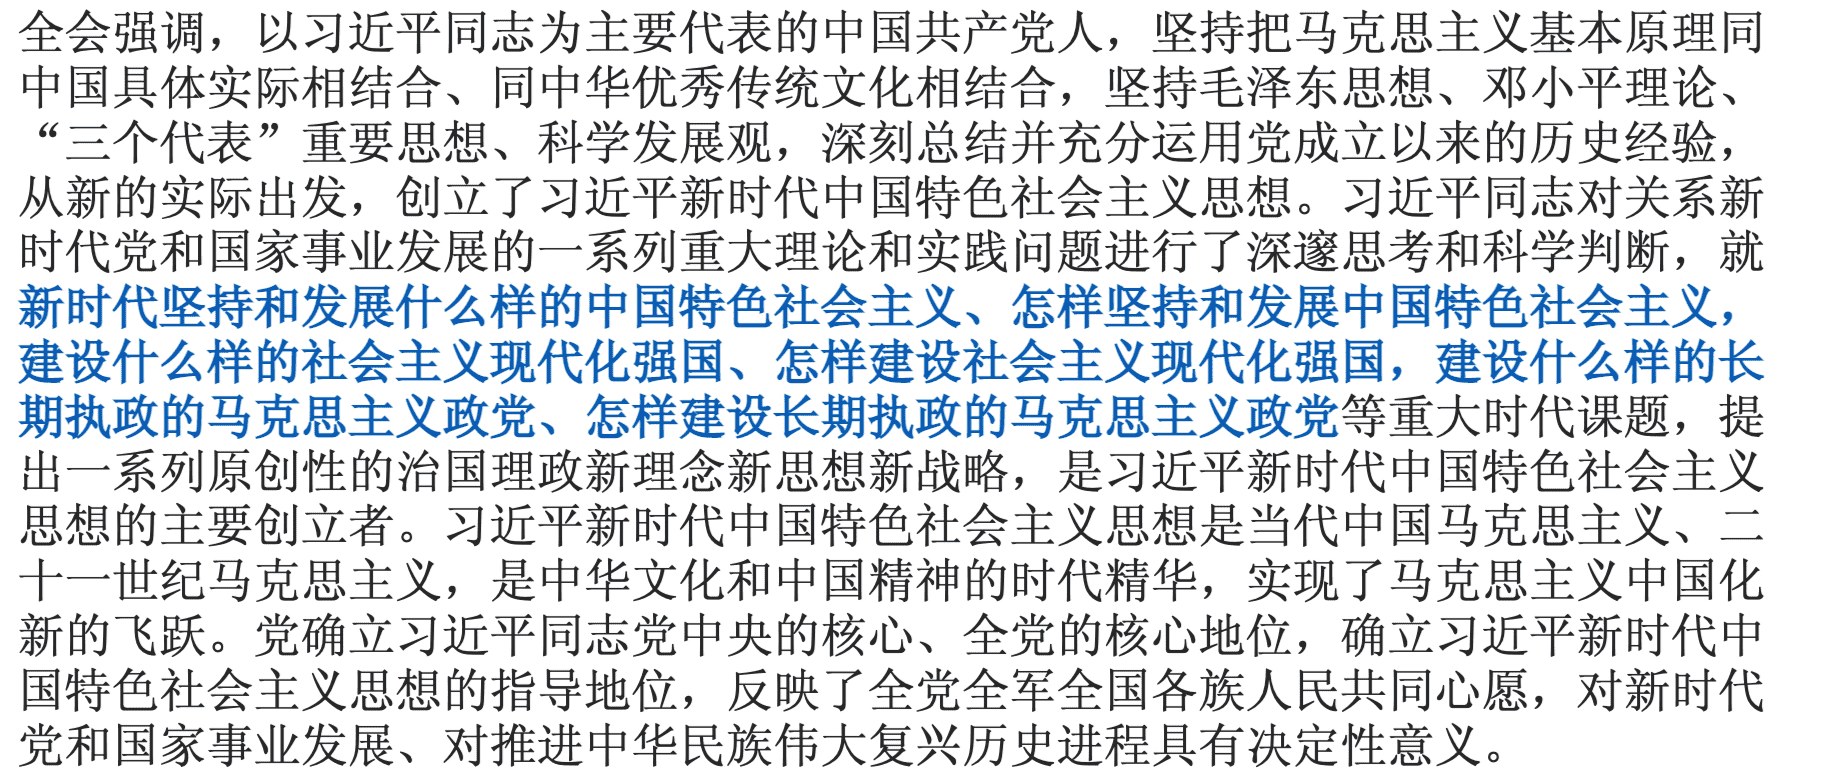 全会强调，以习近平同志为主要代表的中国共产党人，坚持把马克思主义基本原理同
中国具体实际相结合、同中华优秀传统文化相结合，坚持毛泽东思想、邓小平理论、
“三个代表”重要思想、科学发展观，深刻总结并充分运用党成立以来的历史经验，
从新的实际出发，创立了习近平新时代中国特色社会主义思想。习近平同志对关系新
时代党和国家事业发展的一系列重大理论和实践问题进行了深邃思考和科学判断，就
新时代坚持和发展什么样的中国特色社会主义、怎样坚持和发展中国特色社会主义，
建设什么样的社会主义现代化强国、怎样建设社会主义现代化强国，建设什么样的长
期执政的马克思主义政党、怎样建设长期执政的马克思主义政党等重大时代课题，提
出一系列原创性的治国理政新理念新思想新战略，是习近平新时代中国特色社会主义
思想的主要创立者。习近平新时代中国特色社会主义思想是当代中国马克思主义、二
十一世纪马克思主义，是中华文化和中国精神的时代精华，实现了马克思主义中国化
新的飞跃。党确立习近平同志党中央的核心、全党的核心地位，确立习近平新时代中
国特色社会主义思想的指导地位，反映了全党全军全国各族人民共同心愿，对新时代
党和国家事业发展、对推进中华民族伟大复兴历史进程具有决定性意义。